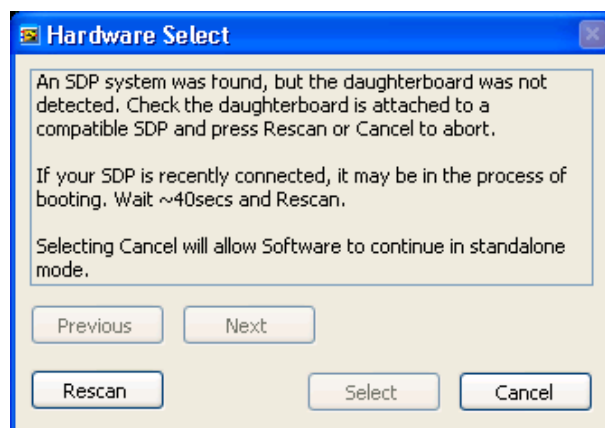 Hardware Select
An SDP system was found, but the daughterboard was not
detected. Check the daughterboard is attached to a
compatible SDP and press Rescan or Cancel to abort.
If your SDP is recently connected, it may be in the process of
booting. Wait ~40secs and Rescan.
Selecting Cancel will allow Software to continue in standalone
mode.
Previous
Next
Rescan
Select
Cancel